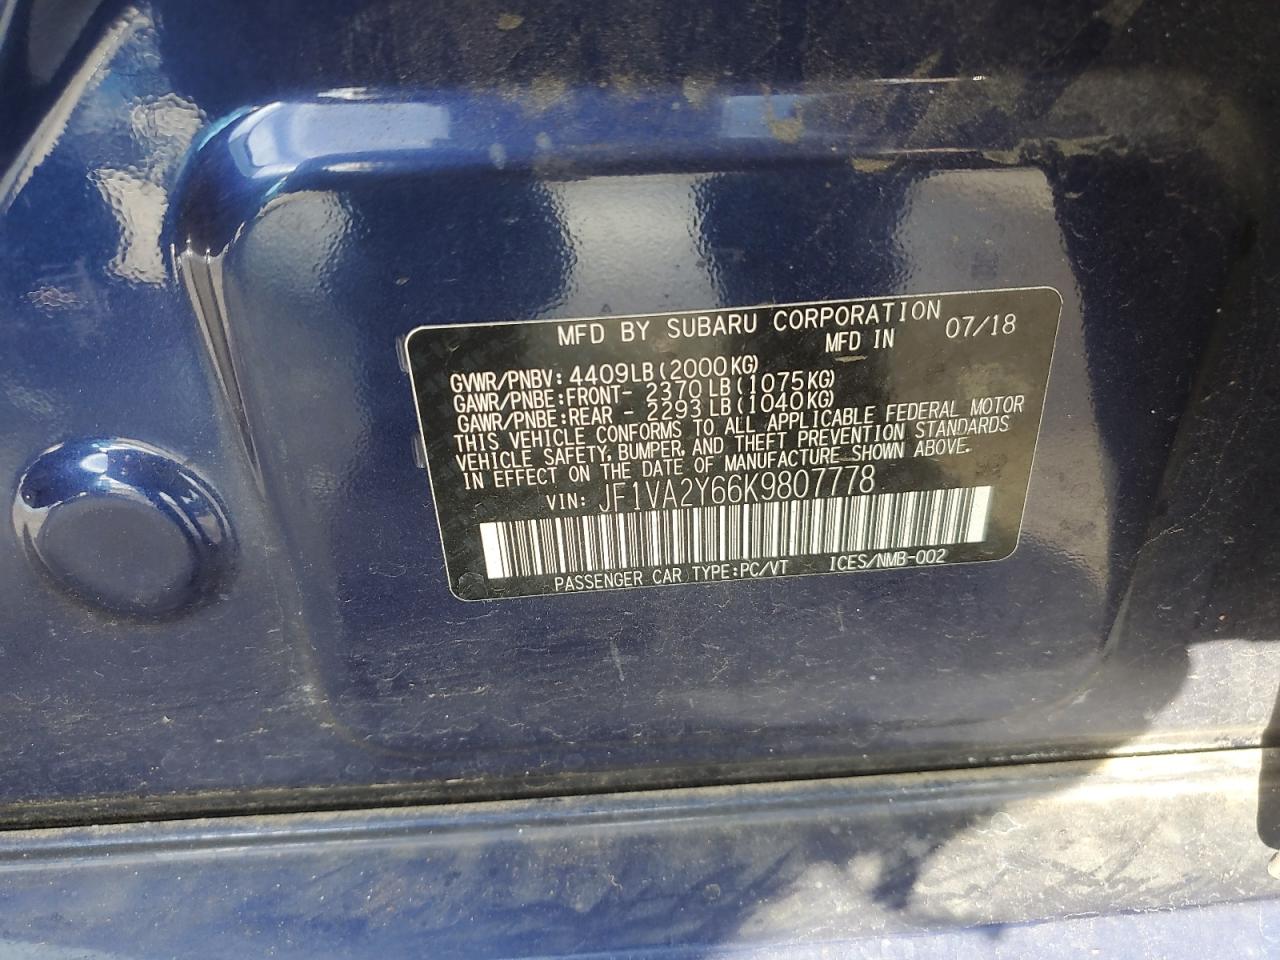 MFD BY SUBARU CORPORATION
MFD IN 07/18
GVWR/PNBV: 4409LB(2000KG)
GAWR/PNBE:FRONT- 2370LB(1075KG)
GAWR/PNBE:REAR - 2293LB(1040KG)
THIS VEHICLE CONFORMS TO ALL APPLICABLE FEDERAL MOTOR
VEHICLE SAFETY, BUMPER, AND THEFT PREVENTION STANDARDS
IN EFFECT ON THE DATE OF MANUFACTURE SHOWN ABOVE.
VIN: JF1VA2Y66K9807778
PASSENGER CAR TYPE:PC/VT ICES/NMB-002